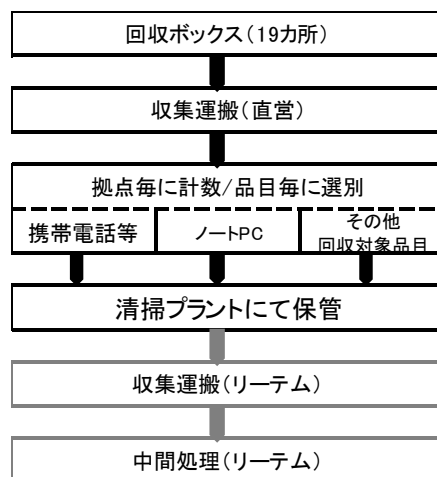 回収ボックス（19カ所）
収集運搬（直営）
拠点毎に計数/品目毎に選別
携帯電話等
ノートPC
その他
回収対象品目
清掃プラントにて保管
収集運搬（リーテム）
中間処理（リーテム）